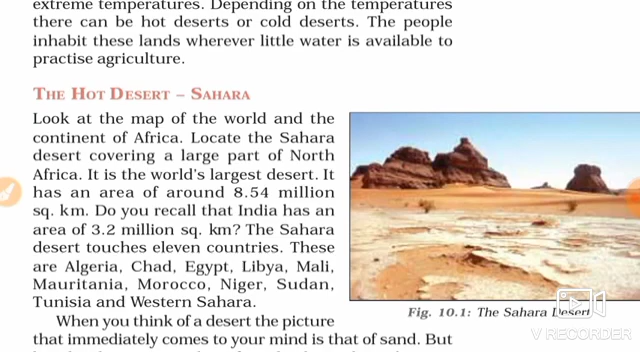 extreme temperatures. Depending on the temperatures
there can be hot deserts or cold deserts. The people
inhabit these lands wherever little water is available to
practise agriculture.
THE HOT DESERT – SAHARA
Look at the map of the world and the
continent of Africa. Locate the Sahara
desert covering a large part of North
Africa. It is the world's largest desert. It
has an area of around 8.54 million
sq. km. Do you recall that India has an
area of 3.2 million sq. km? The Sahara
desert touches eleven countries. These
are Algeria, Chad, Egypt, Libya, Mali,
Mauritania, Morocco, Niger, Sudan,
Tunisia and Western Sahara.
Fig. 10.1: The Sahara Desert
When you think of a desert the picture
that immediately comes to your mind is that of sand. But
V RECORDER